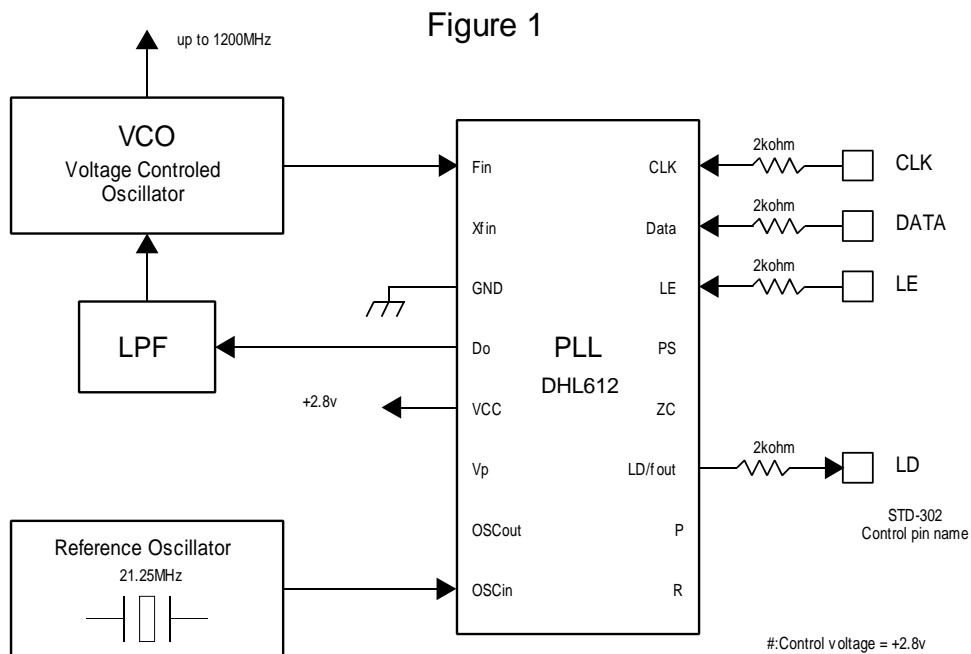 Figure 1
up to 1200MHz
VCO
Voltage Controled
Oscillator
LPF
+2.8v
Reference Oscillator
21.25MHz
Fin
Xfin
GND
Do
VCC
Vp
OSCout
OSCin
PLL
DHL612
CLK
Data
LE
PS
ZC
LD/fout
P
R
2kohm
CLK
2kohm
DATA
2kohm
LE
2kohm
LD
STD-302
Control pin name
#:Control voltage = +2.8v